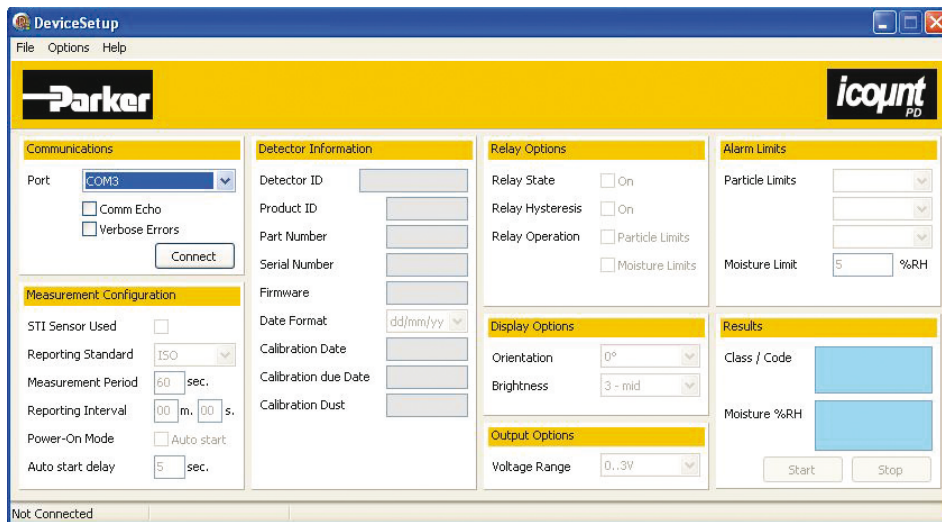 DeviceSetup
File Options Help
Parker
icount
PD
Communications
Port COM3
Comm Echo
Verbose Errors
Connect
Measurement Configuration
STI Sensor Used
Reporting Standard ISO
Measurement Period 60 sec.
Reporting Interval 00 m. 00 s.
Power-On Mode Auto start
Auto start delay 5 sec.
Detector Information
Detector ID
Product ID
Part Number
Serial Number
Firmware
Date Format dd/mm/yy
Calibration Date
Calibration due Date
Calibration Dust
Relay Options
Relay State On
Relay Hysteresis On
Relay Operation Particle Limits
Moisture Limits
Display Options
Orientation 0°
Brightness 3 - mid
Output Options
Voltage Range 0..3V
Alarm Limits
Particle Limits
Moisture Limit 5 %RH
Results
Class / Code
Moisture %RH
Start Stop
Not Connected